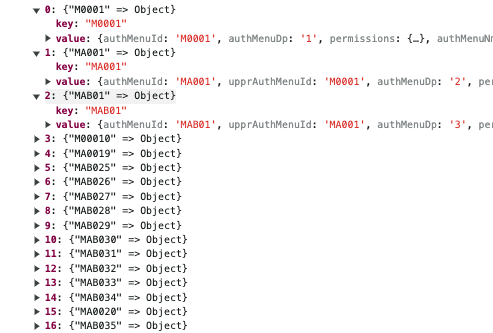 ▼ 0: {"M0001" => Object}
key: "M0001"
▶ value: {authMenuId: 'M0001', authMenuDp: '1', permissions: {…}, authMenuNm
▼ 1: {"MA001" => Object}
key: "MA001"
▶ value: {authMenuId: 'MA001', upprAuthMenuId: 'M0001', authMenuDp: '2', per
▼ 2: {"MAB01" => Object}
key: "MAB01"
▶ value: {authMenuId: 'MAB01', upprAuthMenuId: 'MA001', authMenuDp: '3', per
▶ 3: {"M00010" => Object}
▶ 4: {"MA0019" => Object}
▶ 5: {"MAB025" => Object}
▶ 6: {"MAB026" => Object}
▶ 7: {"MAB027" => Object}
▶ 8: {"MAB028" => Object}
▶ 9: {"MAB029" => Object}
▶ 10: {"MAB030" => Object}
▶ 11: {"MAB031" => Object}
▶ 12: {"MAB032" => Object}
▶ 13: {"MAB033" => Object}
▶ 14: {"MAB034" => Object}
▶ 15: {"MA0020" => Object}
▶ 16: {"MAB035" => Object}